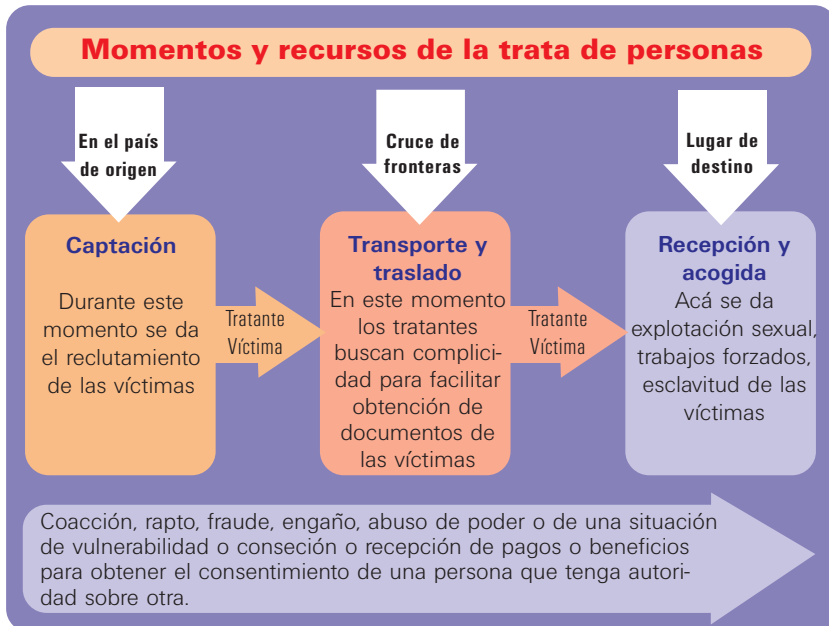 Momentos y recursos de la trata de personas
En el país
de origen
Cruce de
fronteras
Lugar de
destino
Captación
Durante este
momento se da
el reclutamiento
de las víctimas
Tratante
Víctima
Transporte y
traslado
En este momento
los tratantes
buscan complici-
dad para facilitar
obtención de
documentos de
las víctimas
Tratante
Víctima
Recepción y
acogida
Acá se da
explotación sexual,
trabajos forzados,
esclavitud de las
víctimas
Coacción, rapto, fraude, engaño, abuso de poder o de una situación
de vulnerabilidad o conseción o recepción de pagos o beneficios
para obtener el consentimiento de una persona que tenga autori-
dad sobre otra.